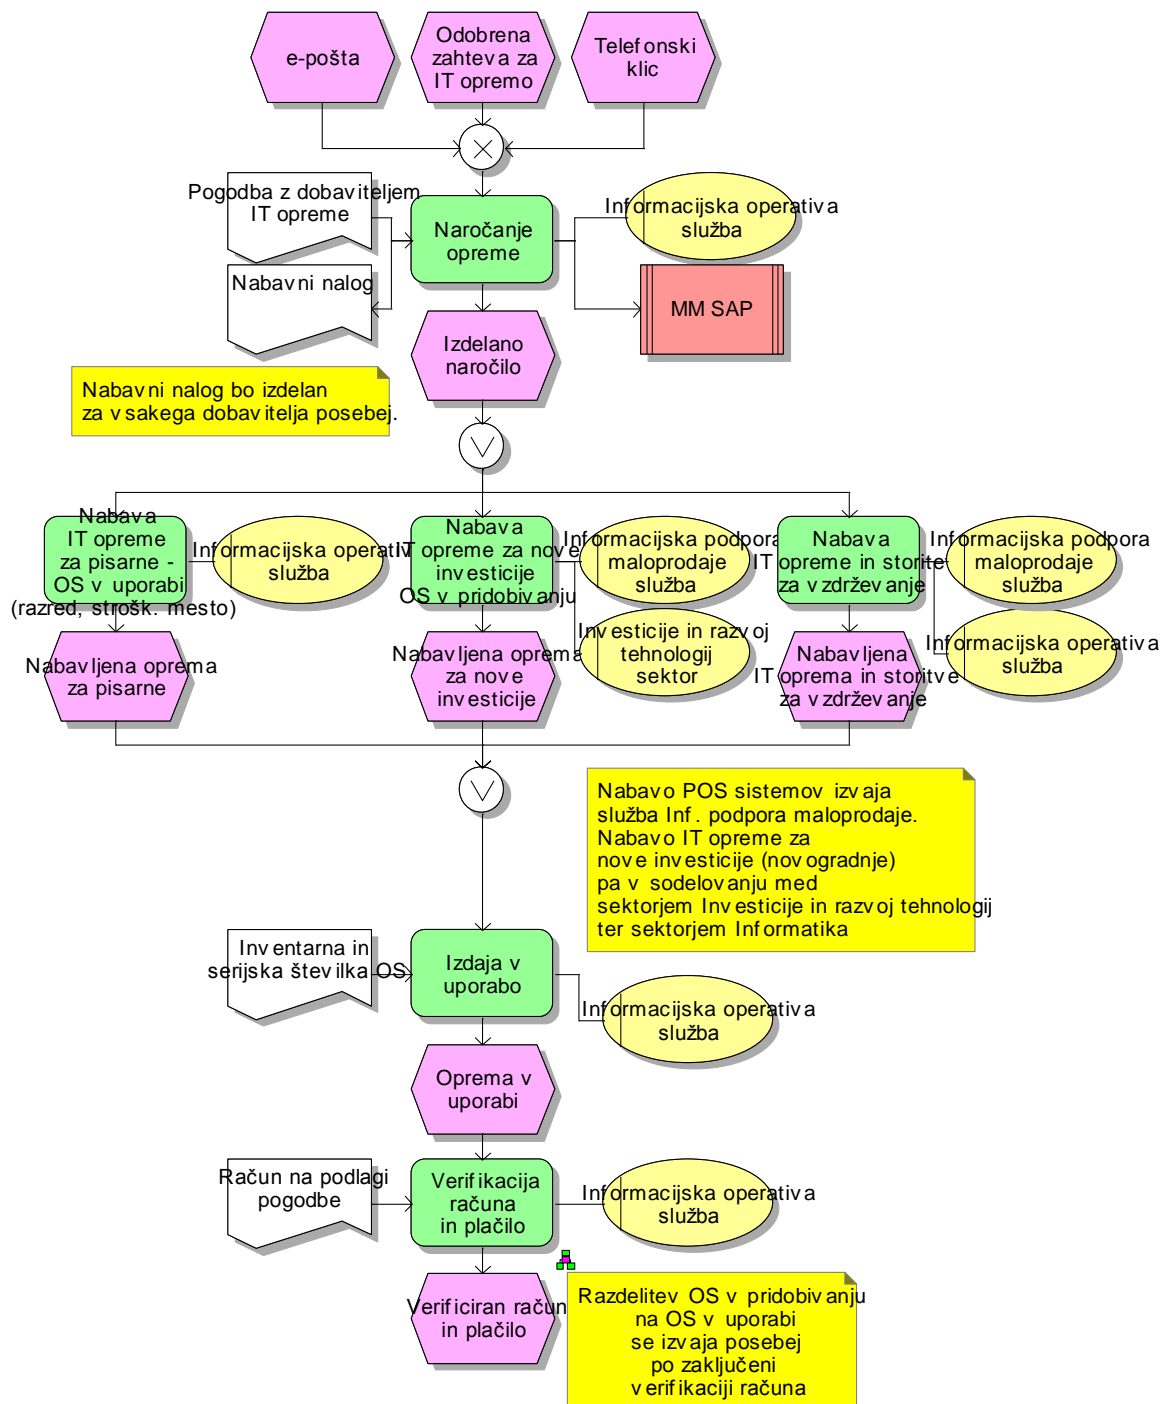 e-pošta
Odobrena
zahteva za
IT opremo
Telefonski
klic
Pogodba z dobaviteljem
IT opreme
Naročanje
opreme
Informacijska operativa
služba
Nabavni nalog
MM SAP
Izdelano
naročilo
Nabavni nalog bo izdelan
za vsakega dobavitelja posebej.
Nabava
IT opreme
za pisarne -
OS v uporabi
(razred, strošk. mesto)
Informacijska operativa
služba
Nabava
IT opreme za nove
investicije
OS v pridobivanju
Informacijska podpora
maloprodaje
služba
Investicije in razvoj
tehnologij
sektor
Nabava
IT opreme in storitev
za vzdrževanje
Informacijska podpora
maloprodaje
služba
Informacijska operativa
služba
Nabavljena oprema
za pisarne
Nabavljena oprema
za nove
investicije
Nabavljena
IT oprema in storitve
za vzdrževanje
Nabavo POS sistemov izvaja
služba Inf. podpora maloprodaje.
Nabavo IT opreme za
nove investicije (novogradnje)
pa v sodelovanju med
sektorjem Investicije in razvoj tehnologij
ter sektorjem Informatika
Inventarna in
serijska številka OS
Izdaja v
uporabo
Informacijska operativa
služba
Oprema v
uporabi
Račun na podlagi
pogodbe
Verifikacija
računa
in plačilo
Informacijska operativa
služba
Verificiran račun
in plačilo
Razdelitev OS v pridobivanju
na OS v uporabi
se izvaja posebej
po zaključeni
verifikaciji računa